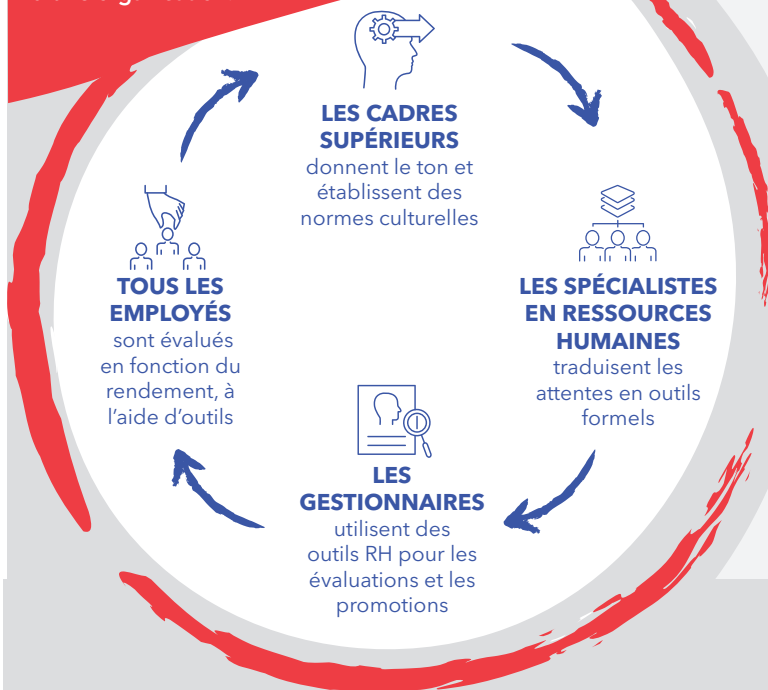 LES CADRES
SUPÉRIEURS
donnent le ton et
établissent des
normes culturelles
LES SPÉCIALISTES
EN RESSOURCES
HUMAINES
traduisent les
attentes en outils
formels
LES
GESTIONNAIRES
utilisent des
outils RH pour les
évaluations et les
promotions
TOUS LES
EMPLOYÉS
sont évalués
en fonction du
rendement, à
l’aide d’outils